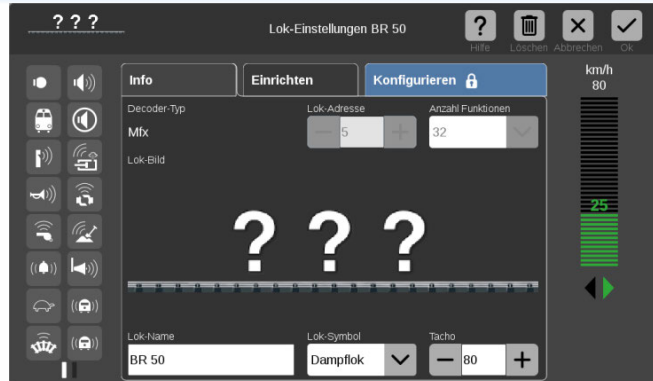 ? ? ?
Lok-Einstellungen BR 50
?
Hilfe
Löschen
Abbrechen
Ok
Info
Einrichten
Konfigurieren
km/h
80
Decoder-Typ
Lok-Adresse
Anzahl Funktionen
Mfx
5
32
Lok-Bild
25
? ? ?
Lok-Name
Lok-Symbol
Tacho
BR 50
Dampflok
80